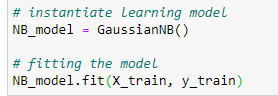 # instantiate learning model
NB_model = GaussianNB()
# fitting the model
NB_model.fit(X_train, y_train)